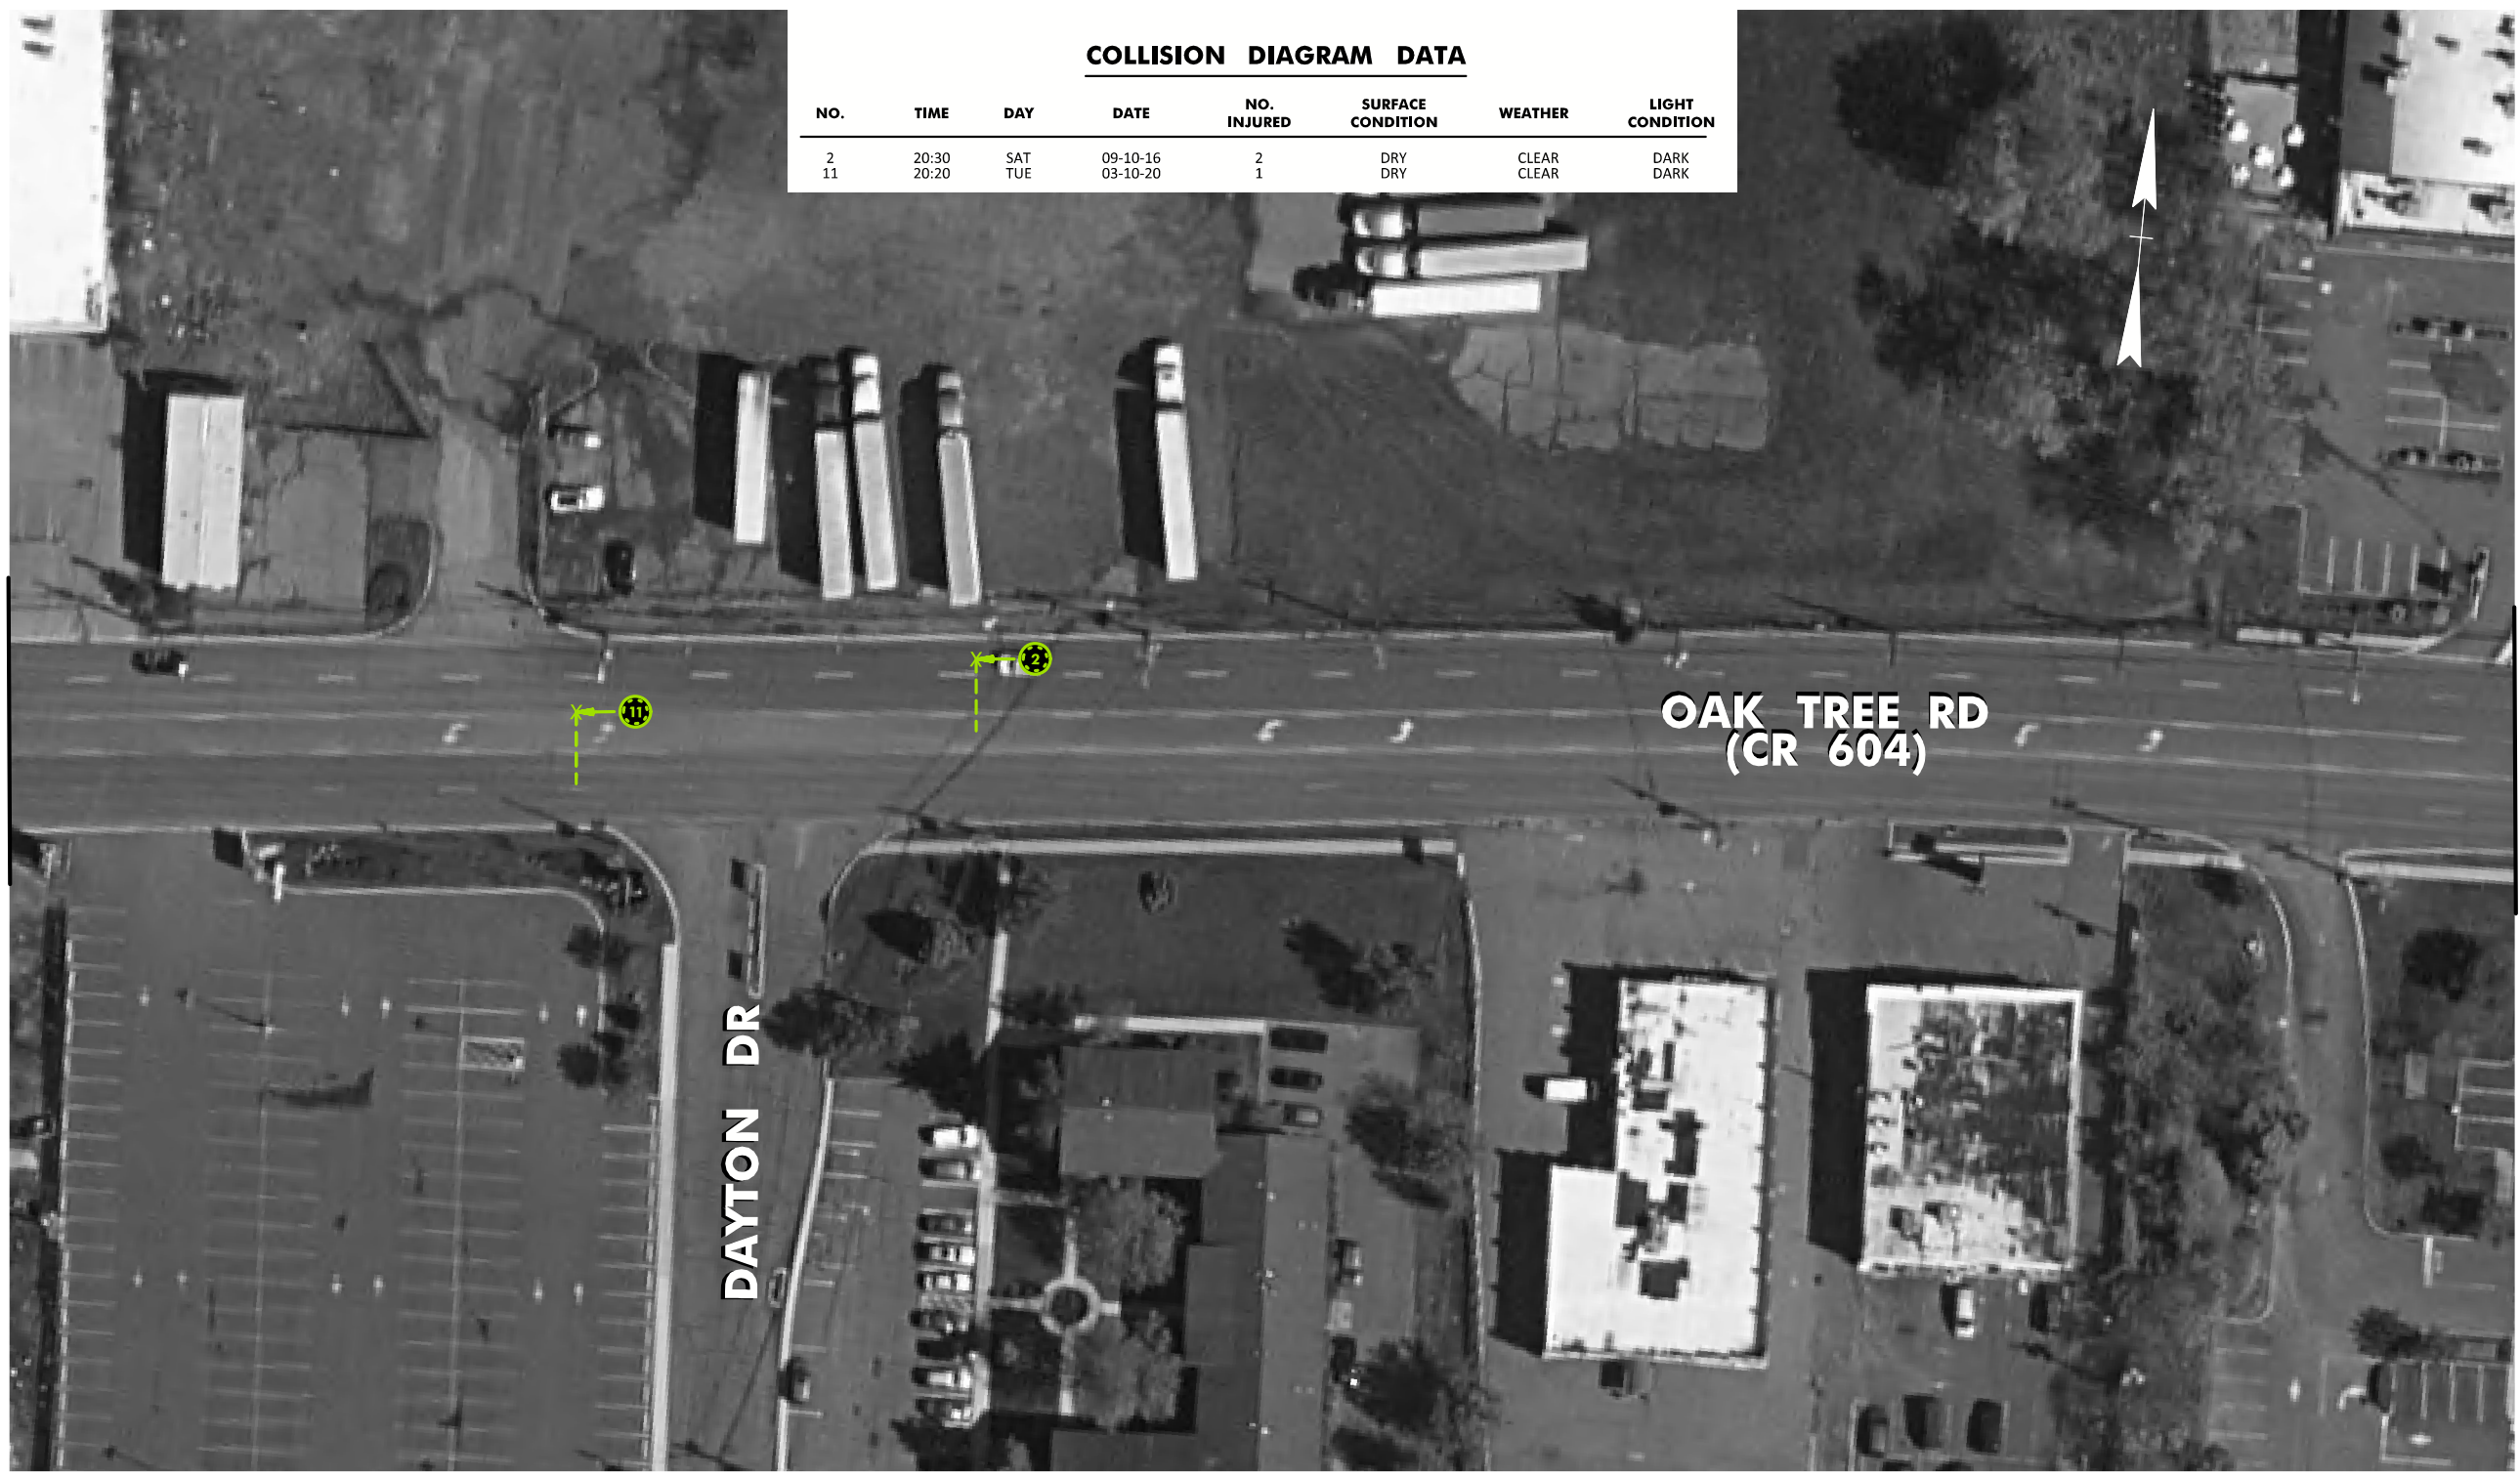 COLLISION DIAGRAM DATA
NO. TIME DAY DATE NO. INJURED SURFACE CONDITION WEATHER LIGHT CONDITION
2 20:30 SAT 09-10-16 2 DRY CLEAR DARK
11 20:20 TUE 03-10-20 1 DRY CLEAR DARK
2
11
OAK TREE RD
(CR 604)
DAYTON DR